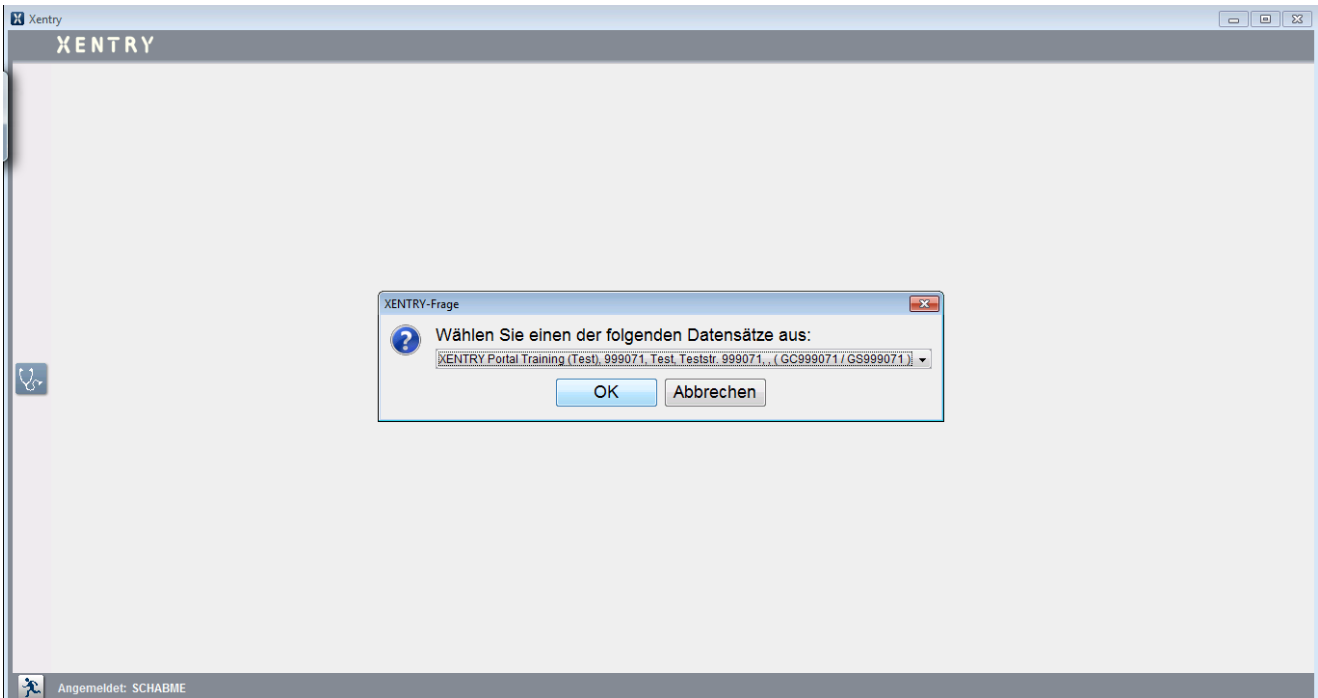 Xentry
XENTRY
XENTRY-Frage
Wählen Sie einen der folgenden Datensätze aus:
XENTRY Portal Training (Test), 999071, Test, Teststr. 999071, , ( GC999071 / GS999071 )
OK Abbrechen
Angemeldet: SCHABME